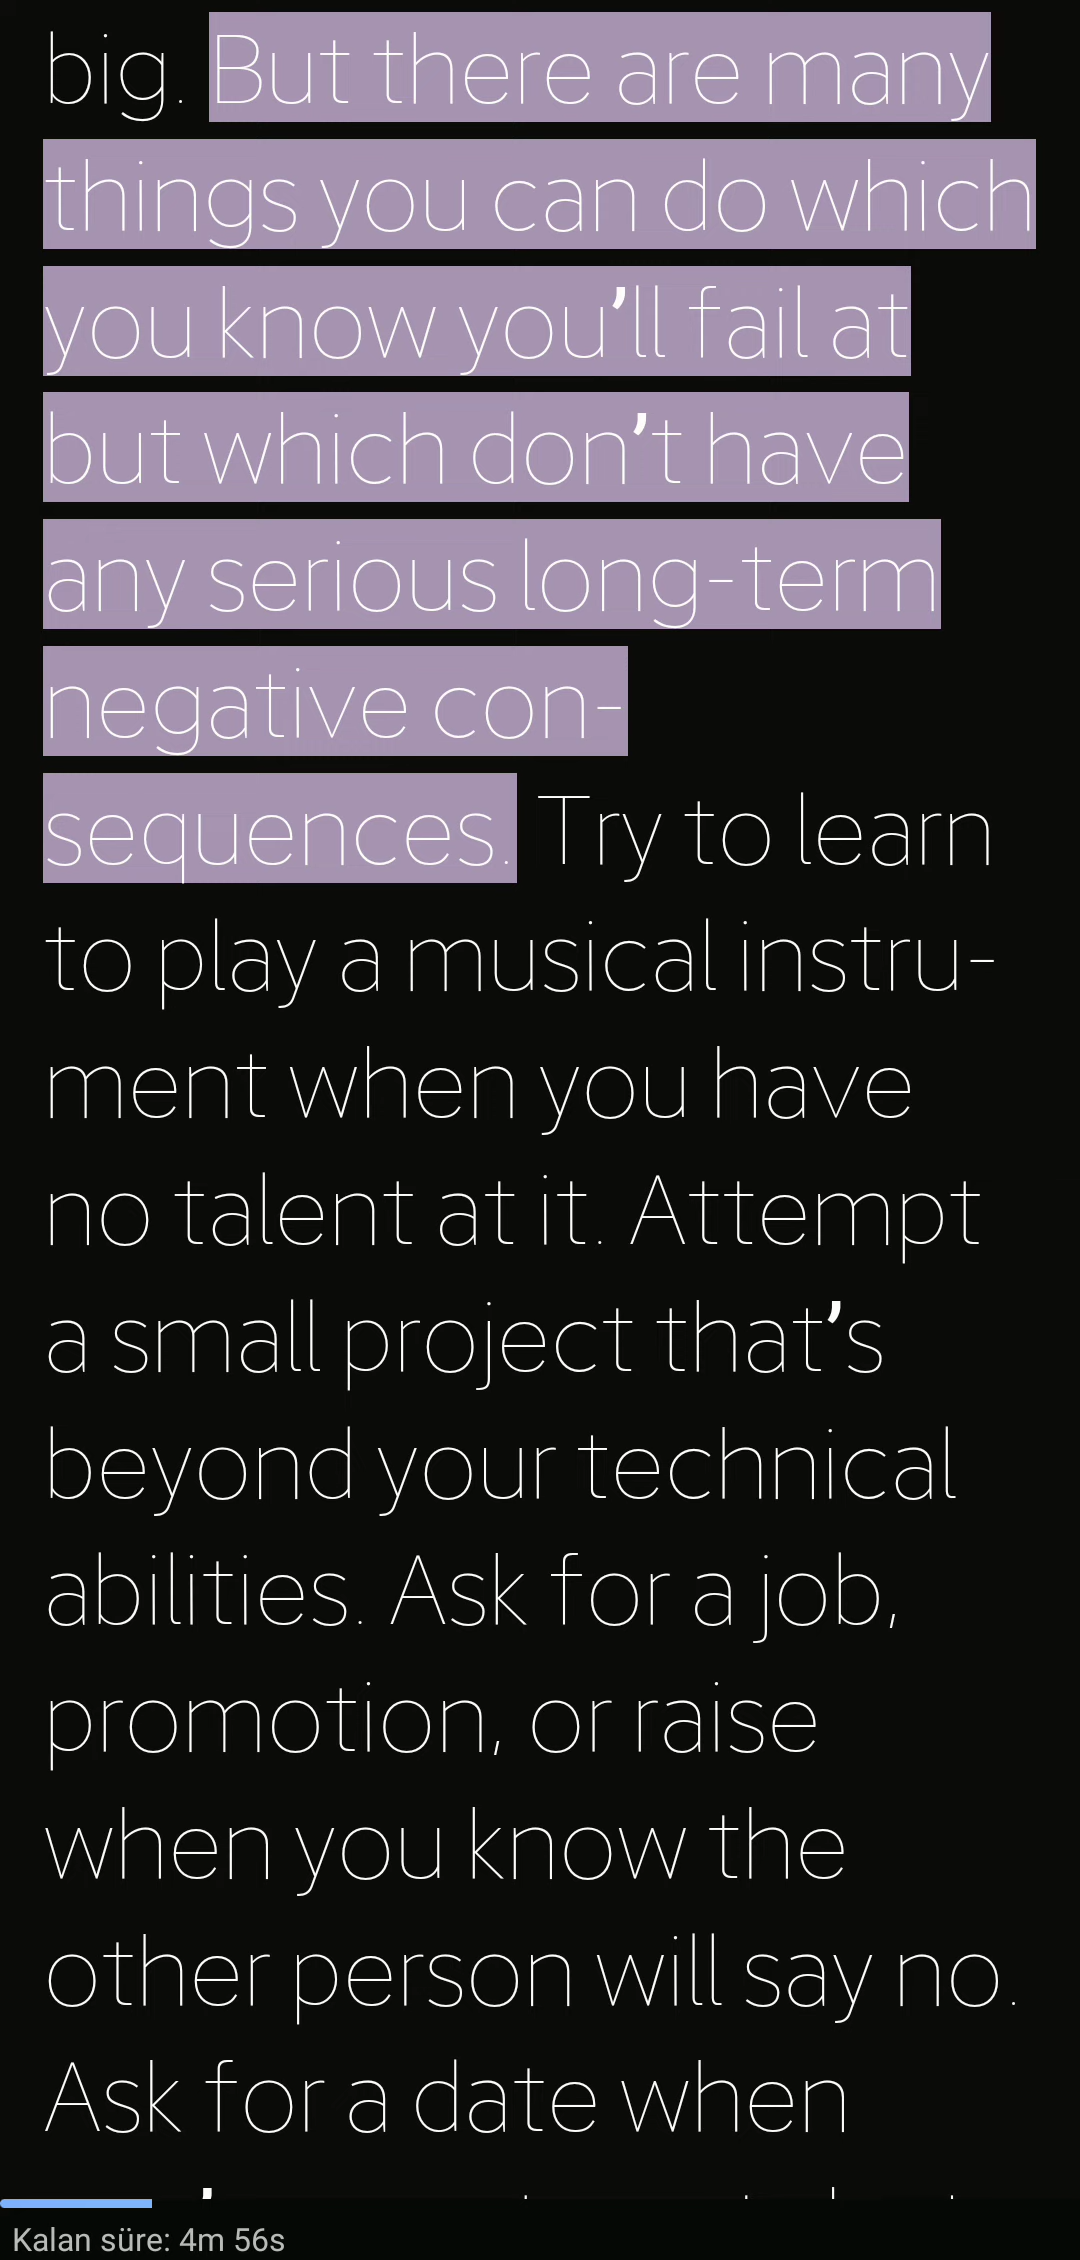 big. But there are many
things you can do which
you know you’ll fail at
but which don’t have
any serious long-term
negative con-
sequences. Try to learn
to play a musical instru-
ment when you have
no talent at it. Attempt
a small project that’s
beyond your technical
abilities. Ask for a job,
promotion, or raise
when you know the
other person will say no.
Ask for a date when
Kalan süre: 4m 56s